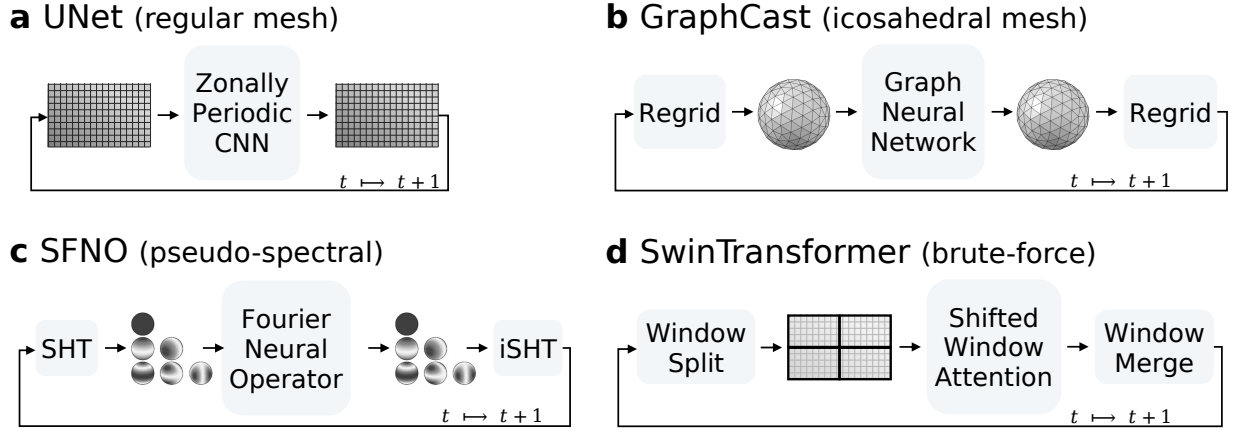 a UNet (regular mesh)
Zonally
Periodic
CNN
t ⟼ t + 1
b GraphCast (icosahedral mesh)
Regrid
Graph
Neural
Network
Regrid
t ⟼ t + 1
c SFNO (pseudo-spectral)
SHT
Fourier
Neural
Operator
iSHT
t ⟼ t + 1
d SwinTransformer (brute-force)
Window
Split
Shifted
Window
Attention
Window
Merge
t ⟼ t + 1